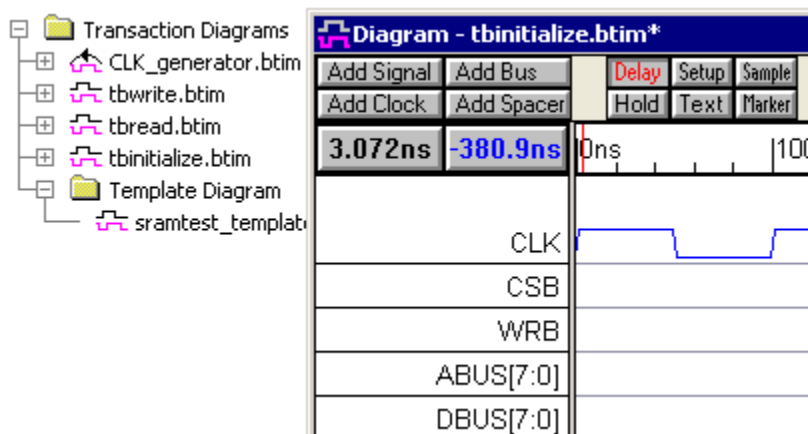 Transaction Diagrams
CLK_generator.btim
tbwrite.btim
tbread.btim
tbinitialize.btim
Template Diagram
sramtest_template
Diagram - tbinitialize.btim*
Add Signal Add Bus Delay Setup Sample
Add Clock Add Spacer Hold Text Marker
3.072ns -380.9ns 0ns 100
CLK
CSB
WRB
ABUS[7:0]
DBUS[7:0]